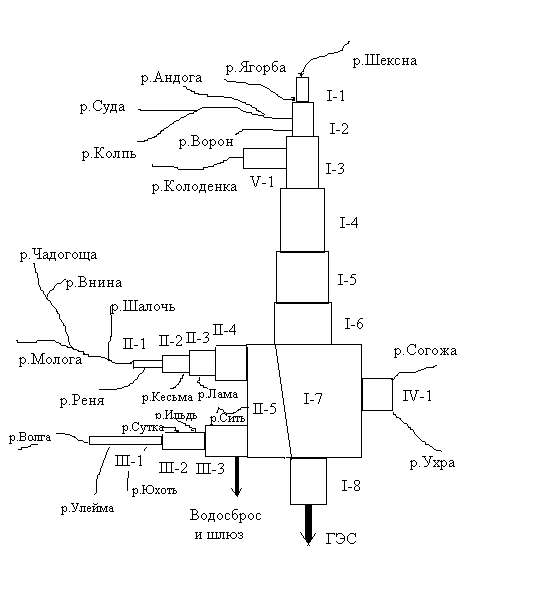 р.Шексна
р.Ягорба
р.Андога
I-1
р.Суда
I-2
р.Ворон
р.Колпь
I-3
р.Колоденка
V-1
I-4
р.Чадогоща
I-5
р.Внина
р.Шалочь
I-6
II-1
II-2
II-3
II-4
р.Молога
р.Согожа
р.Реня
р.Кесьма
р.Лама
I-7
IV-1
II-5
р.Ильдь
р.Сить
р.Сутка
р.Волга
III-1
III-2
III-3
р.Ухра
р.Юхоть
I-8
р.Улейма
Водосброс
и шлюз
ГЭС